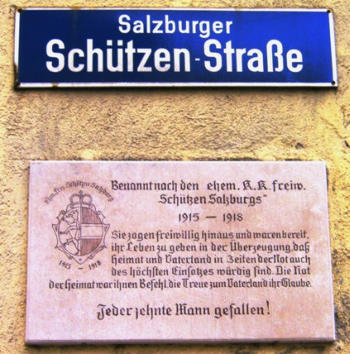 Salzburger
Schützen-Straße
Benannt nach den ehem. K.K. freiw.
Schützen Salzburgs"
1915 — 1918
Sie zogen freiwillig hinaus und waren bereit,
ihr Leben zu geben in der Überzeugung, daß
Heimat und Vaterland in Zeiten der Not auch
des höchsten Einsatzes würdig sind. Die Not
der Heimat war ihnen Befehl, die Treue zum Vaterland ihr Glaube.
Jeder zehnte Mann gefallen!
Schützen Salzburg
1915 - 1918